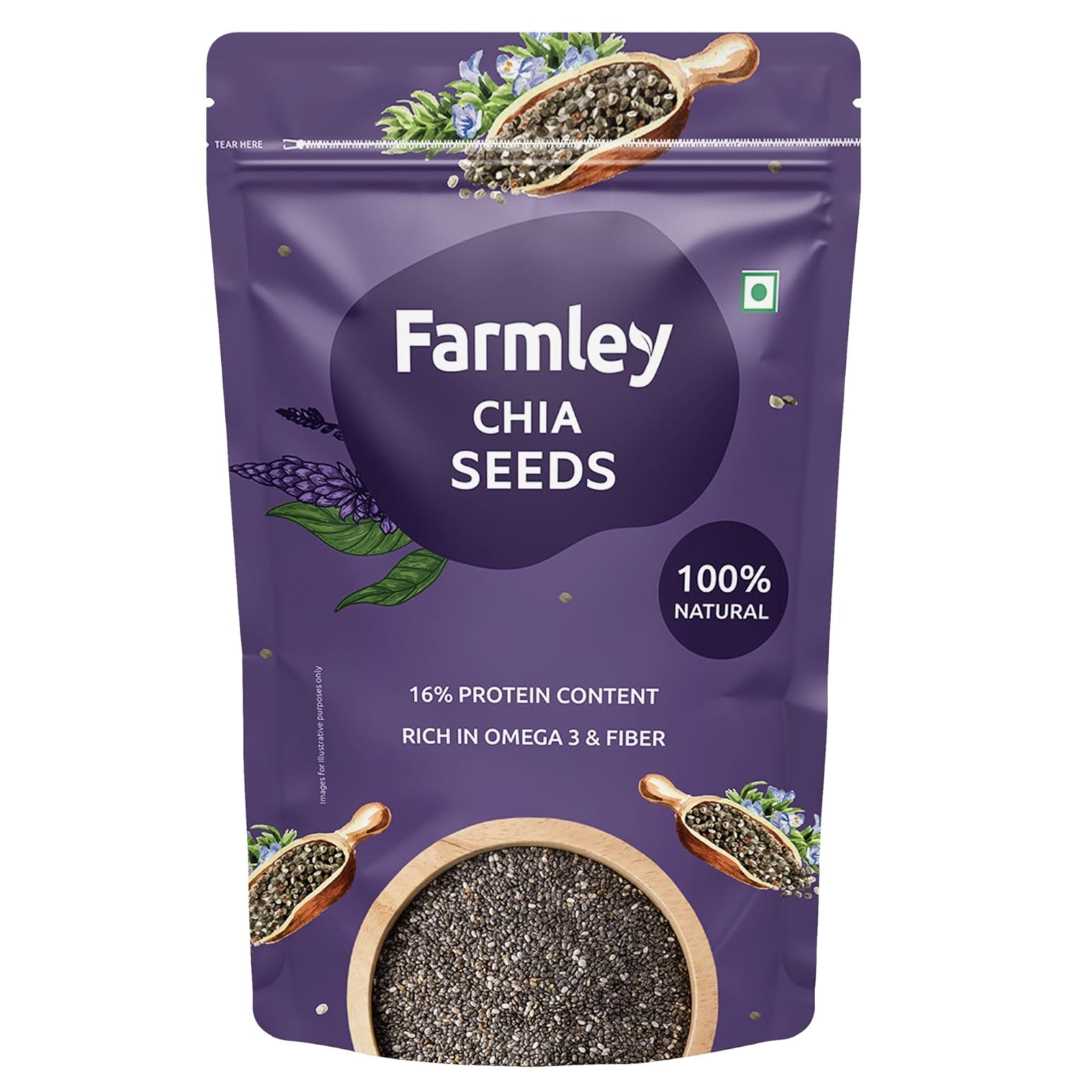 TEAR HERE
Farmley
CHIA
SEEDS
100%
NATURAL
16% PROTEIN CONTENT
RICH IN OMEGA 3 & FIBER
Images for illustrative purposes only